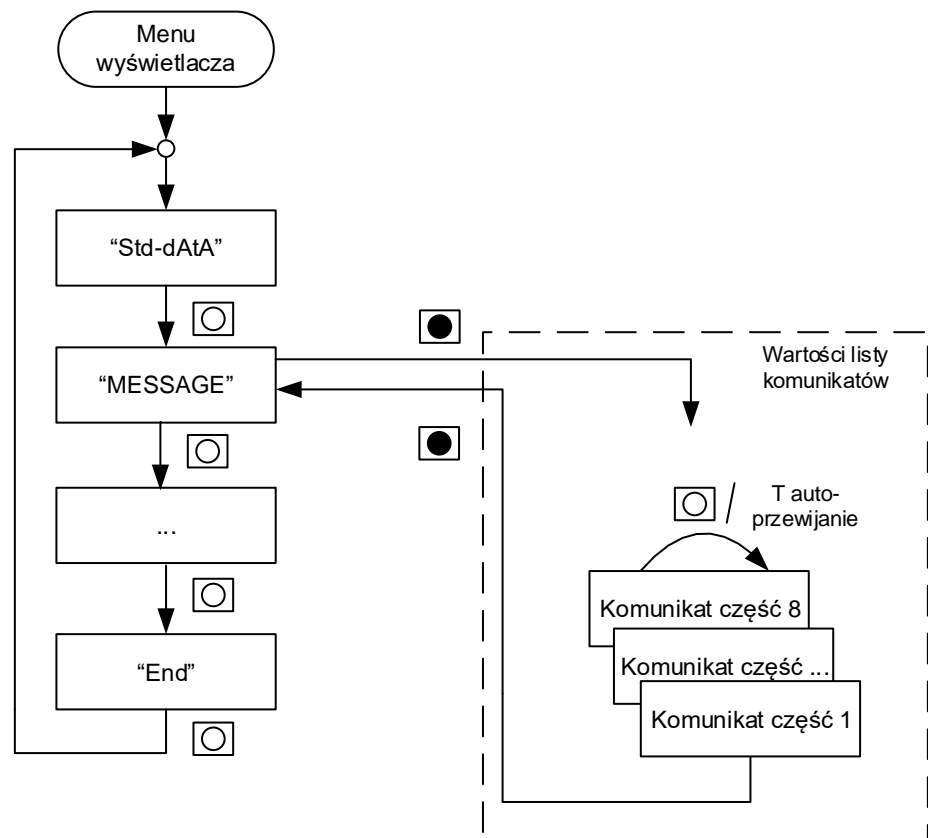 Menu
wyświetlacza
“Std-dAtA”
“MESSAGE”
...
“End”
Wartości listy
komunikatów
T auto-
przewijanie
Komunikat część 8
Komunikat część ...
Komunikat część 1